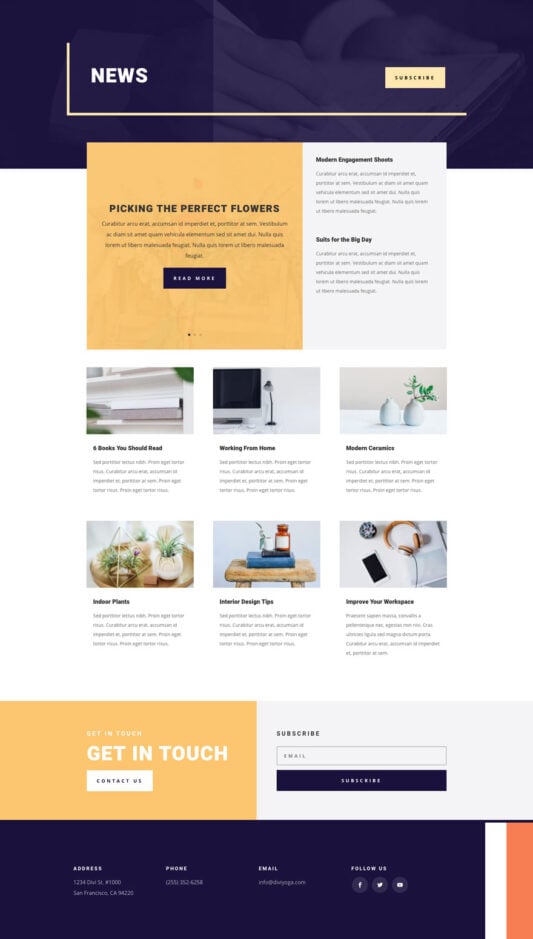 NEWS
SUBSCRIBE
PICKING THE PERFECT FLOWERS
Curabitur arcu erat, accumsan id imperdiet et, porttitor at sem. Vestibulum
ac diam sit amet quam vehicula elementum sed sit amet dui. Nulla quis
lorem ut libero malesuada feugiat. Nulla quis lorem ut libero malesuada
feugiat.
READ MORE
Modern Engagement Shoots
Curabitur arcu erat, accumsan id imperdiet et,
porttitor at sem. Vestibulum ac diam sit amet quam
vehicula elementum sed sit amet dui. Nulla quis lorem
ut libero malesuada feugiat. Nulla quis lorem
ut libero malesuada feugiat.
Suits for the Big Day
Curabitur arcu erat, accumsan id imperdiet et,
porttitor at sem. Vestibulum ac diam sit amet quam
vehicula elementum sed sit amet dui. Nulla quis lorem
ut libero malesuada feugiat. Nulla quis lorem
ut libero malesuada feugiat.
6 Books You Should Read
Sed porttitor lectus nibh. Proin eget tortor
risus. Curabitur arcu erat, accumsan id
imperdiet et, porttitor at sem. Proin eget
tortor risus. Proin eget tortor risus.
Working From Home
Sed porttitor lectus nibh. Proin eget tortor
risus. Curabitur arcu erat, accumsan id
imperdiet et, porttitor at sem. Proin eget
tortor risus. Proin eget tortor risus.
Modern Ceramics
Sed porttitor lectus nibh. Proin eget tortor
risus. Curabitur arcu erat, accumsan id
imperdiet et, porttitor at sem. Proin eget
tortor risus. Proin eget tortor risus.
Indoor Plants
Sed porttitor lectus nibh. Proin eget tortor
risus. Curabitur arcu erat, accumsan id
imperdiet et, porttitor at sem. Proin eget
tortor risus. Proin eget tortor risus.
Interior Design Tips
Sed porttitor lectus nibh. Proin eget tortor
risus. Curabitur arcu erat, accumsan id
imperdiet et, porttitor at sem. Proin eget
tortor risus. Proin eget tortor risus.
Improve Your Workspace
Praesent sapien massa, convallis a
pellentesque nec, egestas non nisi. Cras
ultricies ligula sed magna dictum porta.
Curabitur arcu erat, accumsan id imperdiet
et, porttitor at sem.
GET IN TOUCH
GET IN TOUCH
CONTACT US
SUBSCRIBE
EMAIL
SUBSCRIBE
ADDRESS
1234 Divi St. #1000
San Francisco, CA 94220
PHONE
(255) 352-6258
EMAIL
info@diviyoga.com
FOLLOW US